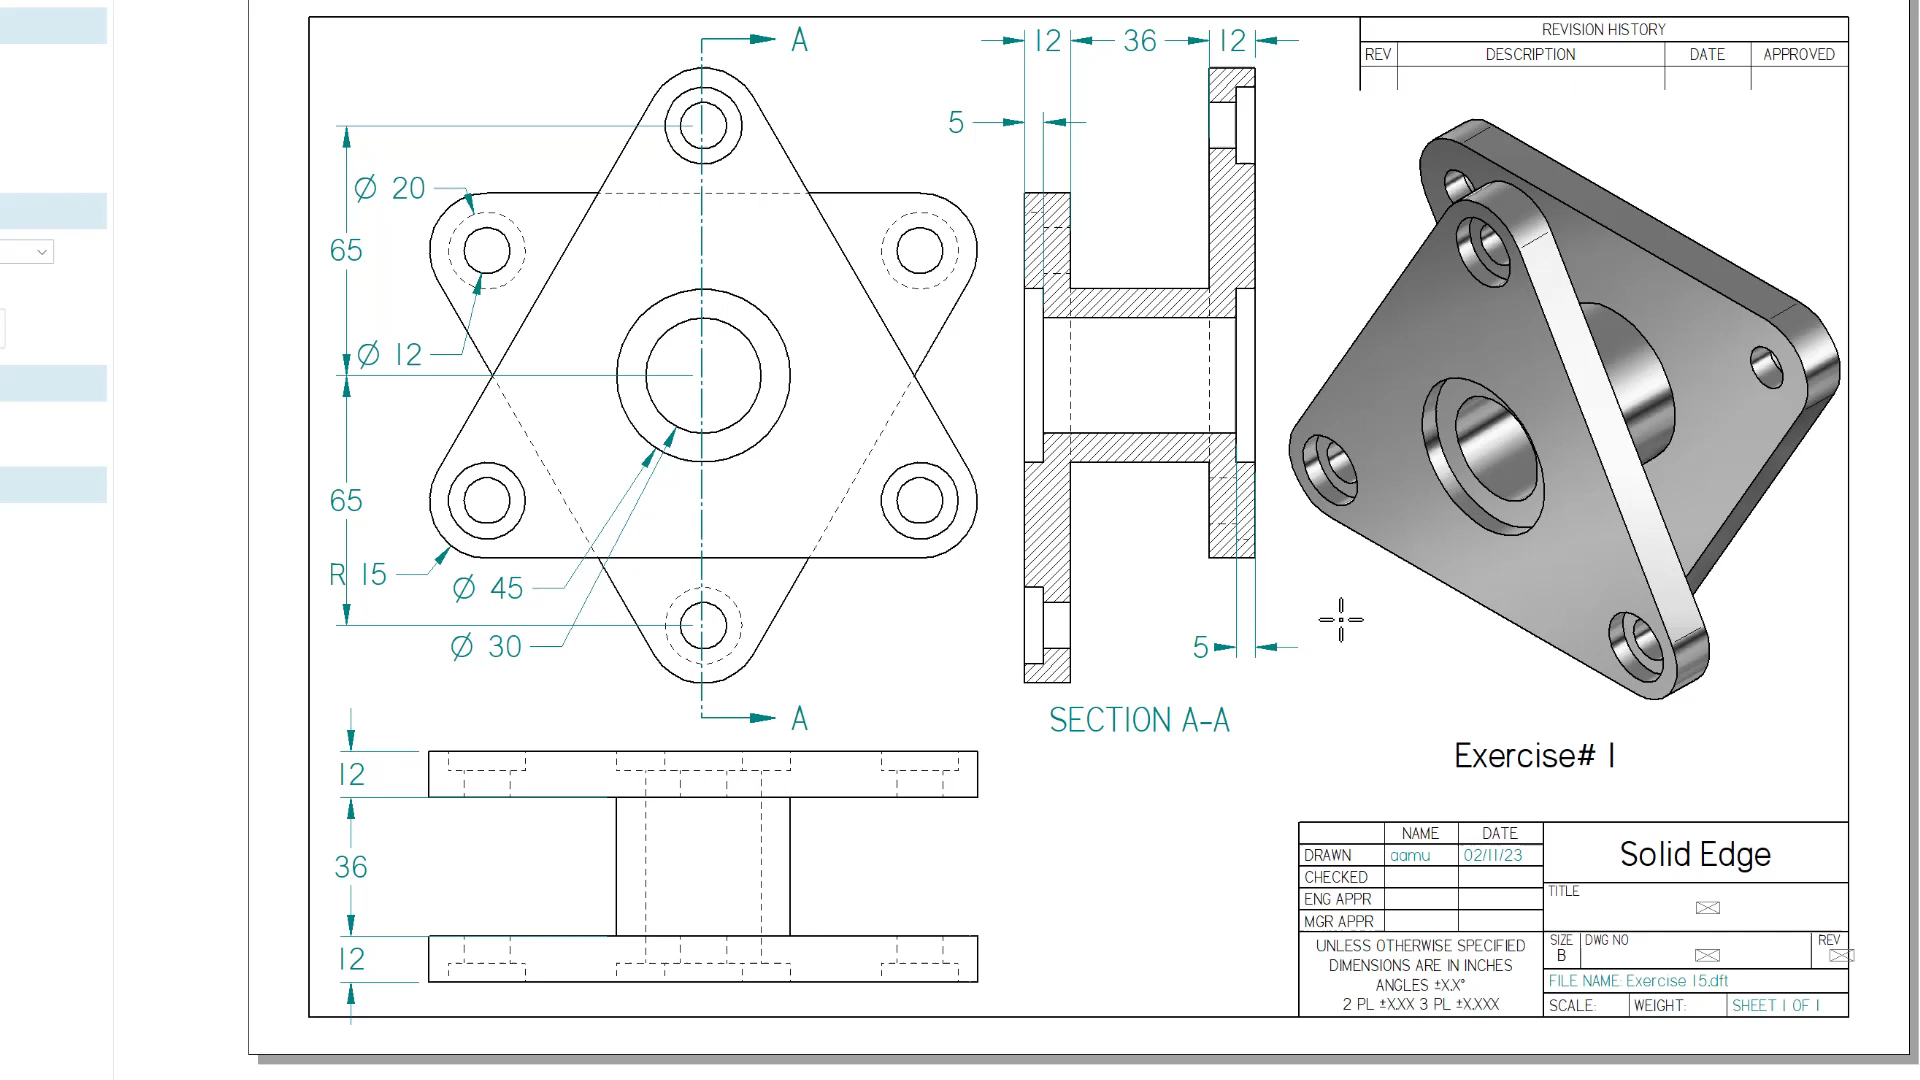 REVISION HISTORY
REV DESCRIPTION DATE APPROVED
A
12 36 12
5
Ø 20
65
Ø 12
65
R 15
Ø 45
Ø 30
5
A
SECTION A-A
12
36
12
Exercise# 1
NAME DATE
DRAWN aamu 02/11/23
CHECKED
ENG APPR
MGR APPR
Solid Edge
TITLE
UNLESS OTHERWISE SPECIFIED
DIMENSIONS ARE IN INCHES
ANGLES ±X.X°
2 PL ±X.XX 3 PL ±X.XXX
SIZE DWG NO REV
B
FILE NAME: Exercise 15.dft
SCALE: WEIGHT: SHEET 1 OF 1